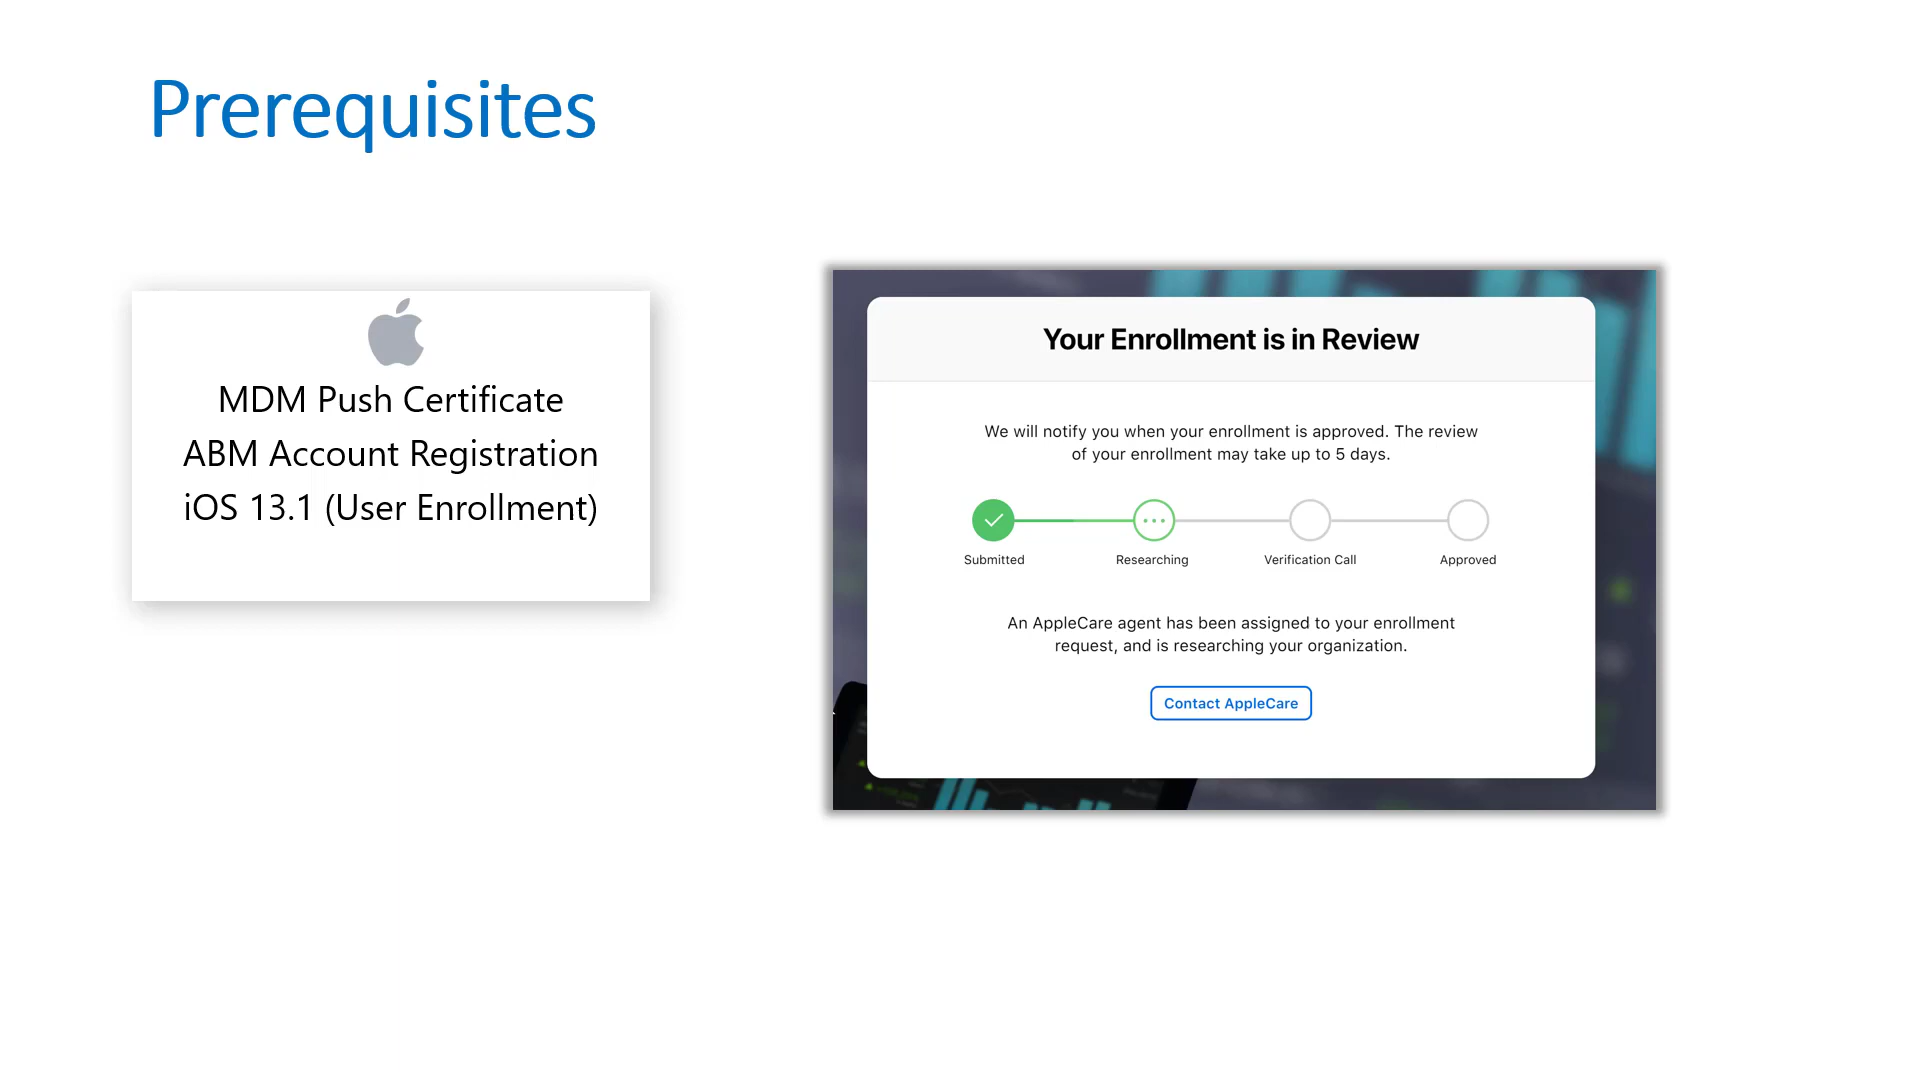 Prerequisites
MDM Push Certificate
ABM Account Registration
iOS 13.1 (User Enrollment)
Your Enrollment is in Review
We will notify you when your enrollment is approved. The review
of your enrollment may take up to 5 days.
Submitted
Researching
Verification Call
Approved
An AppleCare agent has been assigned to your enrollment
request, and is researching your organization.
Contact AppleCare